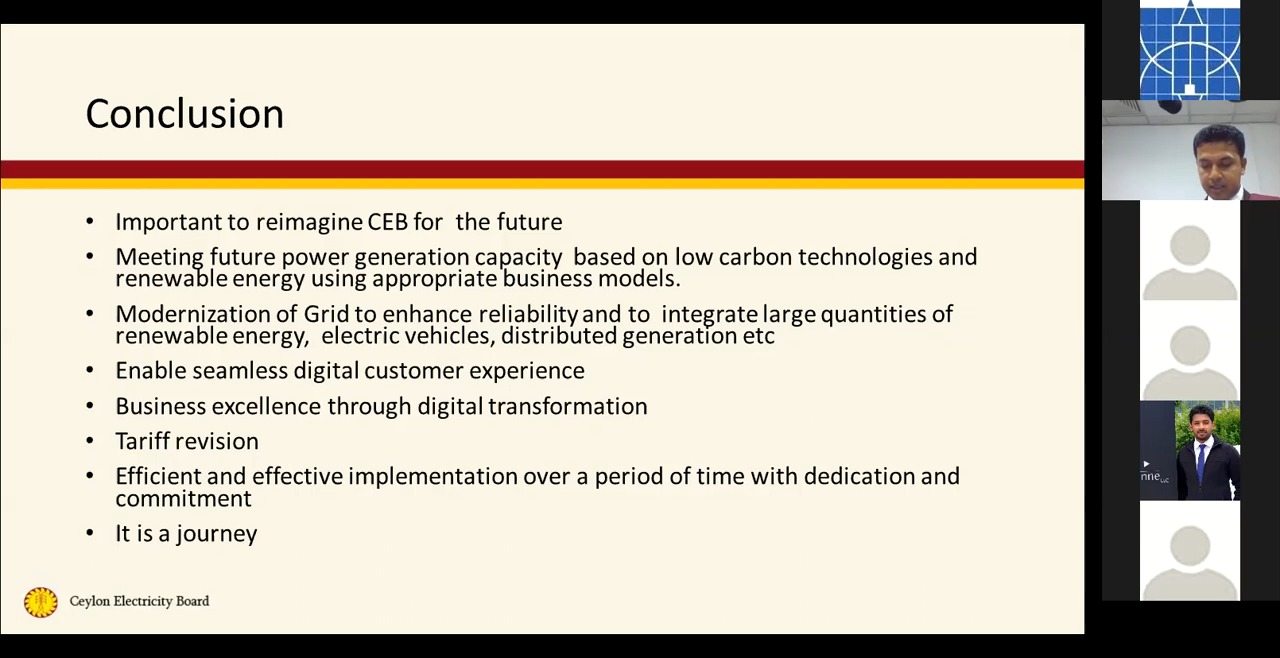 Conclusion
• Important to reimagine CEB for the future
• Meeting future power generation capacity based on low carbon technologies and
renewable energy using appropriate business models.
• Modernization of Grid to enhance reliability and to integrate large quantities of
renewable energy, electric vehicles, distributed generation etc
• Enable seamless digital customer experience
• Business excellence through digital transformation
• Tariff revision
• Efficient and effective implementation over a period of time with dedication and
commitment
• It is a journey
Ceylon Electricity Board